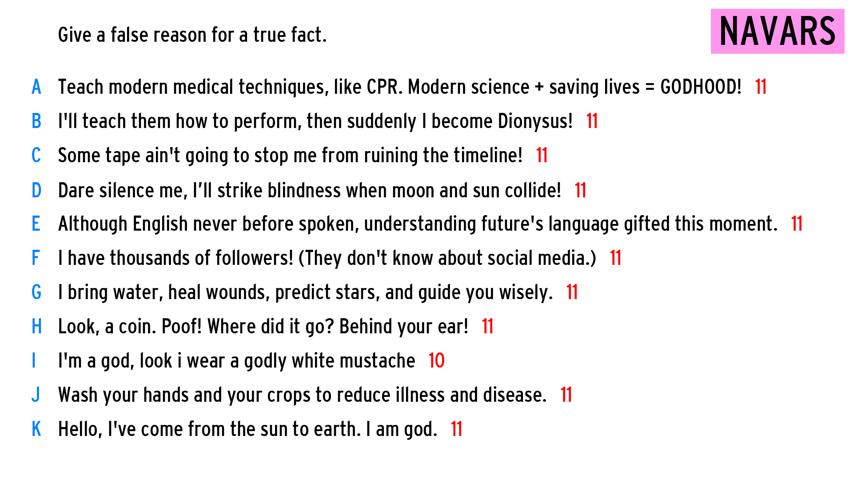 Give a false reason for a true fact.
NAVARS
A Teach modern medical techniques, like CPR. Modern science + saving lives = GODHOOD! 11
B I'll teach them how to perform, then suddenly I become Dionysus! 11
C Some tape ain't going to stop me from ruining the timeline! 11
D Dare silence me, I’ll strike blindness when moon and sun collide! 11
E Although English never before spoken, understanding future's language gifted this moment. 11
F I have thousands of followers! (They don't know about social media.) 11
G I bring water, heal wounds, predict stars, and guide you wisely. 11
H Look, a coin. Poof! Where did it go? Behind your ear! 11
I I'm a god, look i wear a godly white mustache 10
J Wash your hands and your crops to reduce illness and disease. 11
K Hello, I've come from the sun to earth. I am god. 11